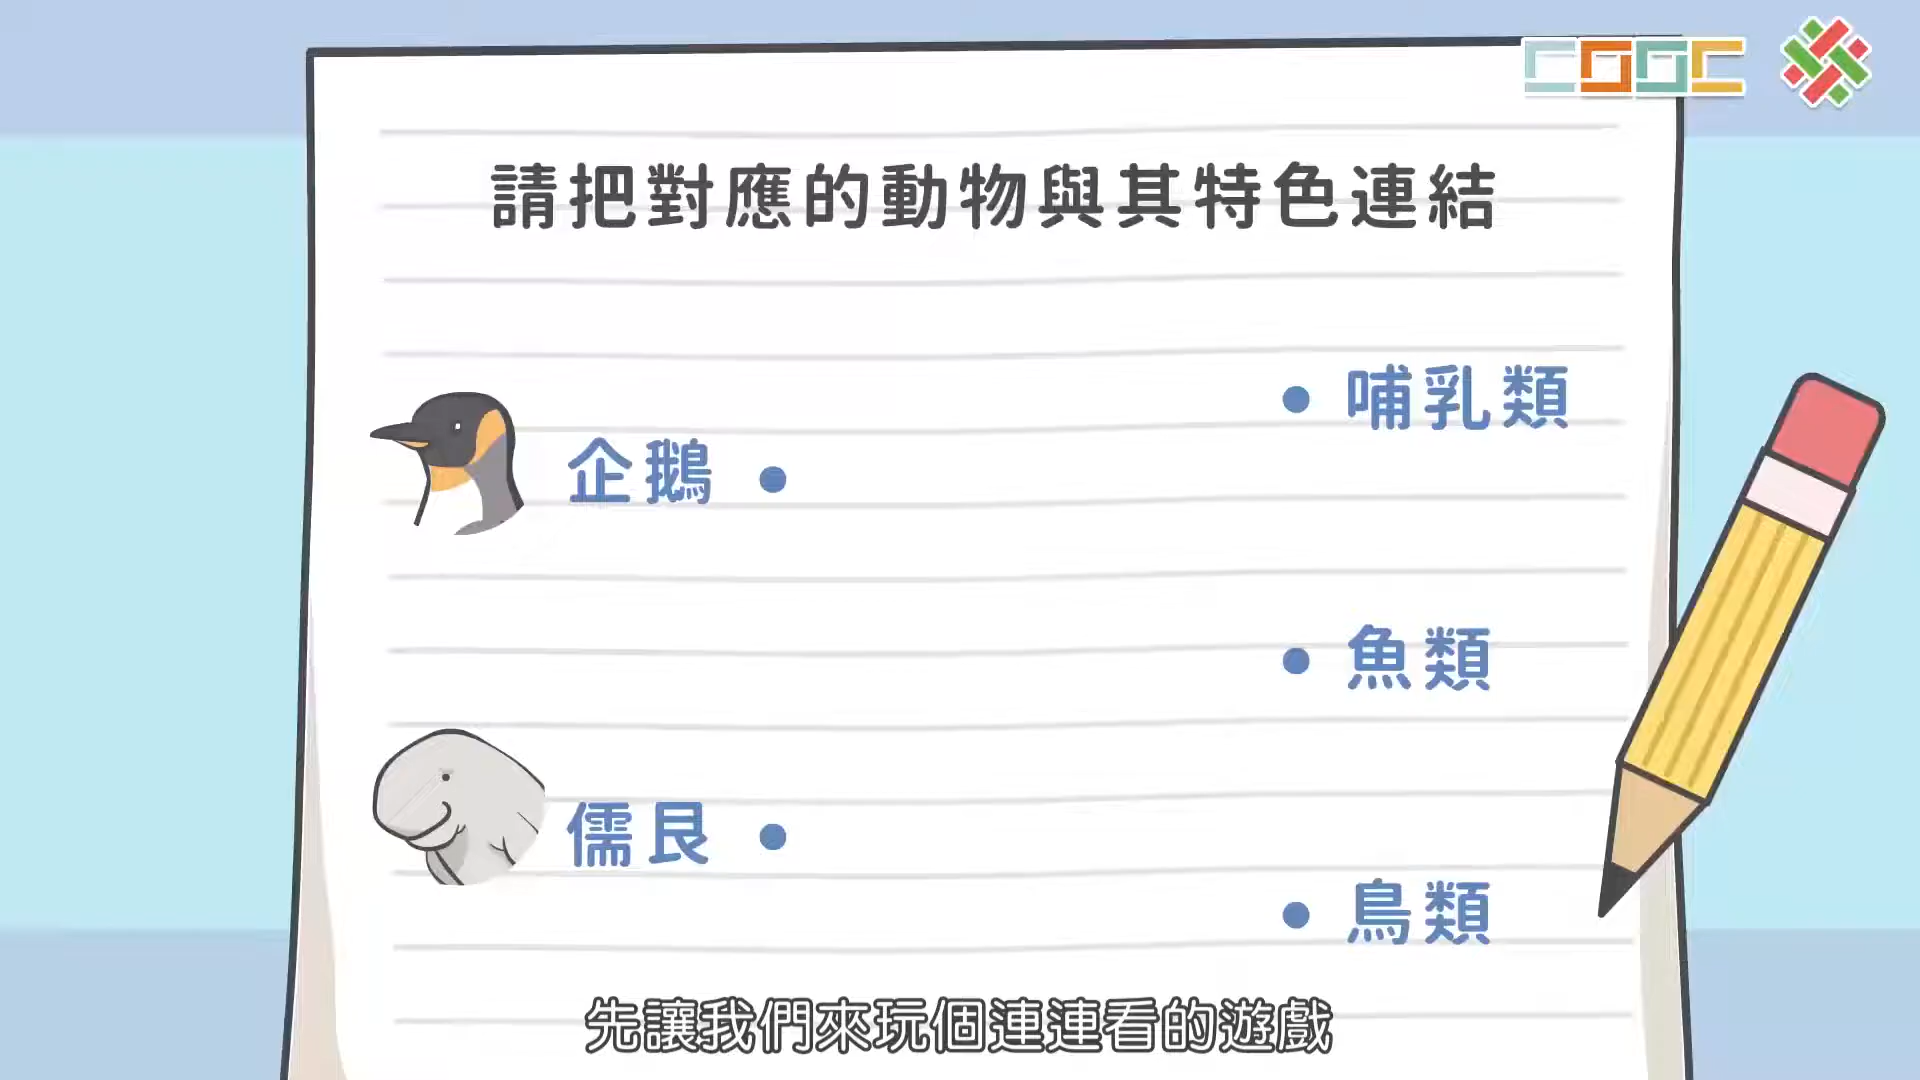 CGGC
請把對應的動物與其特色連結
哺乳類
企鵝
魚類
儒艮
鳥類
先讓我們來玩個連連看的遊戲